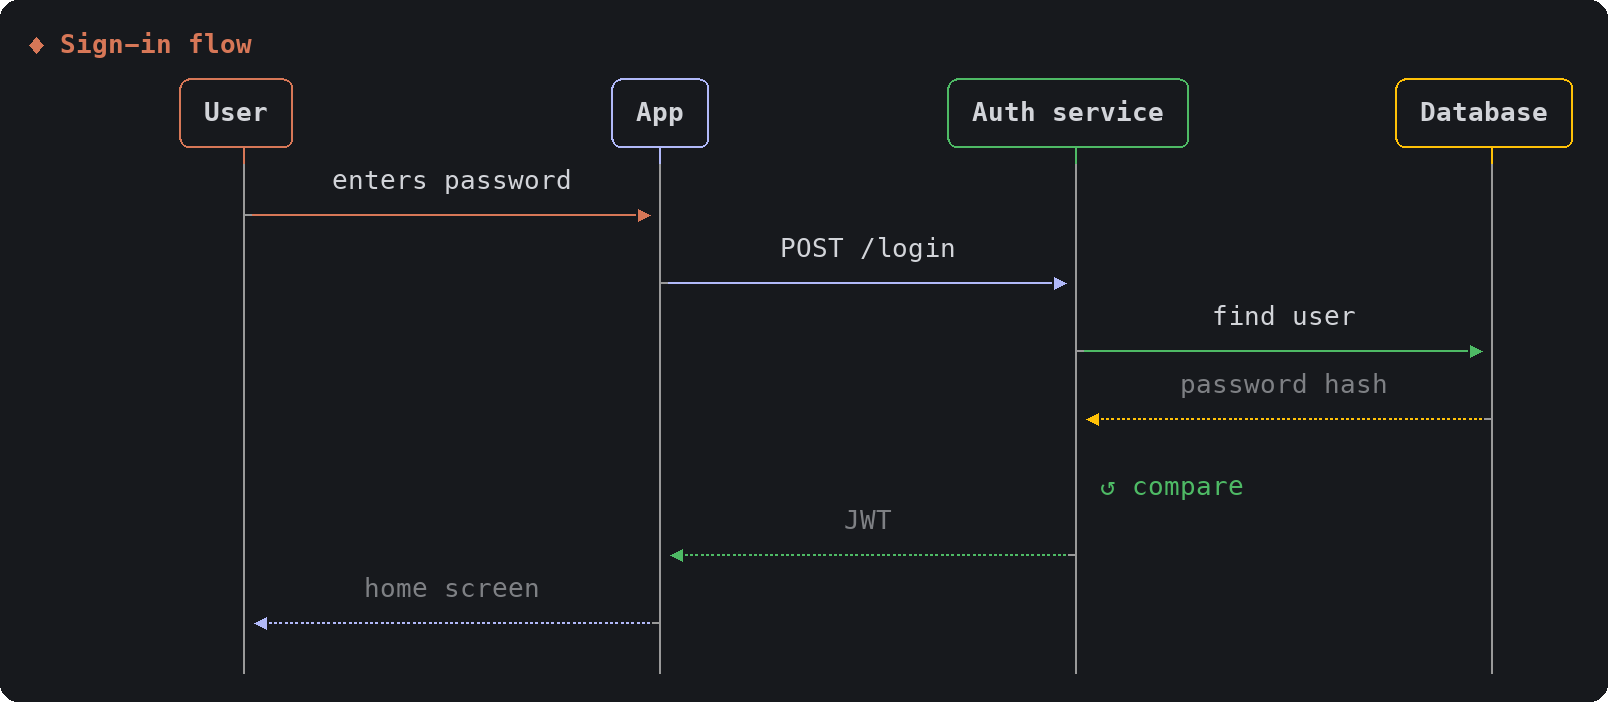 ♦ Sign-in flow
User App Auth service Database
enters password
POST /login
find user
password hash
↺ compare
JWT
home screen